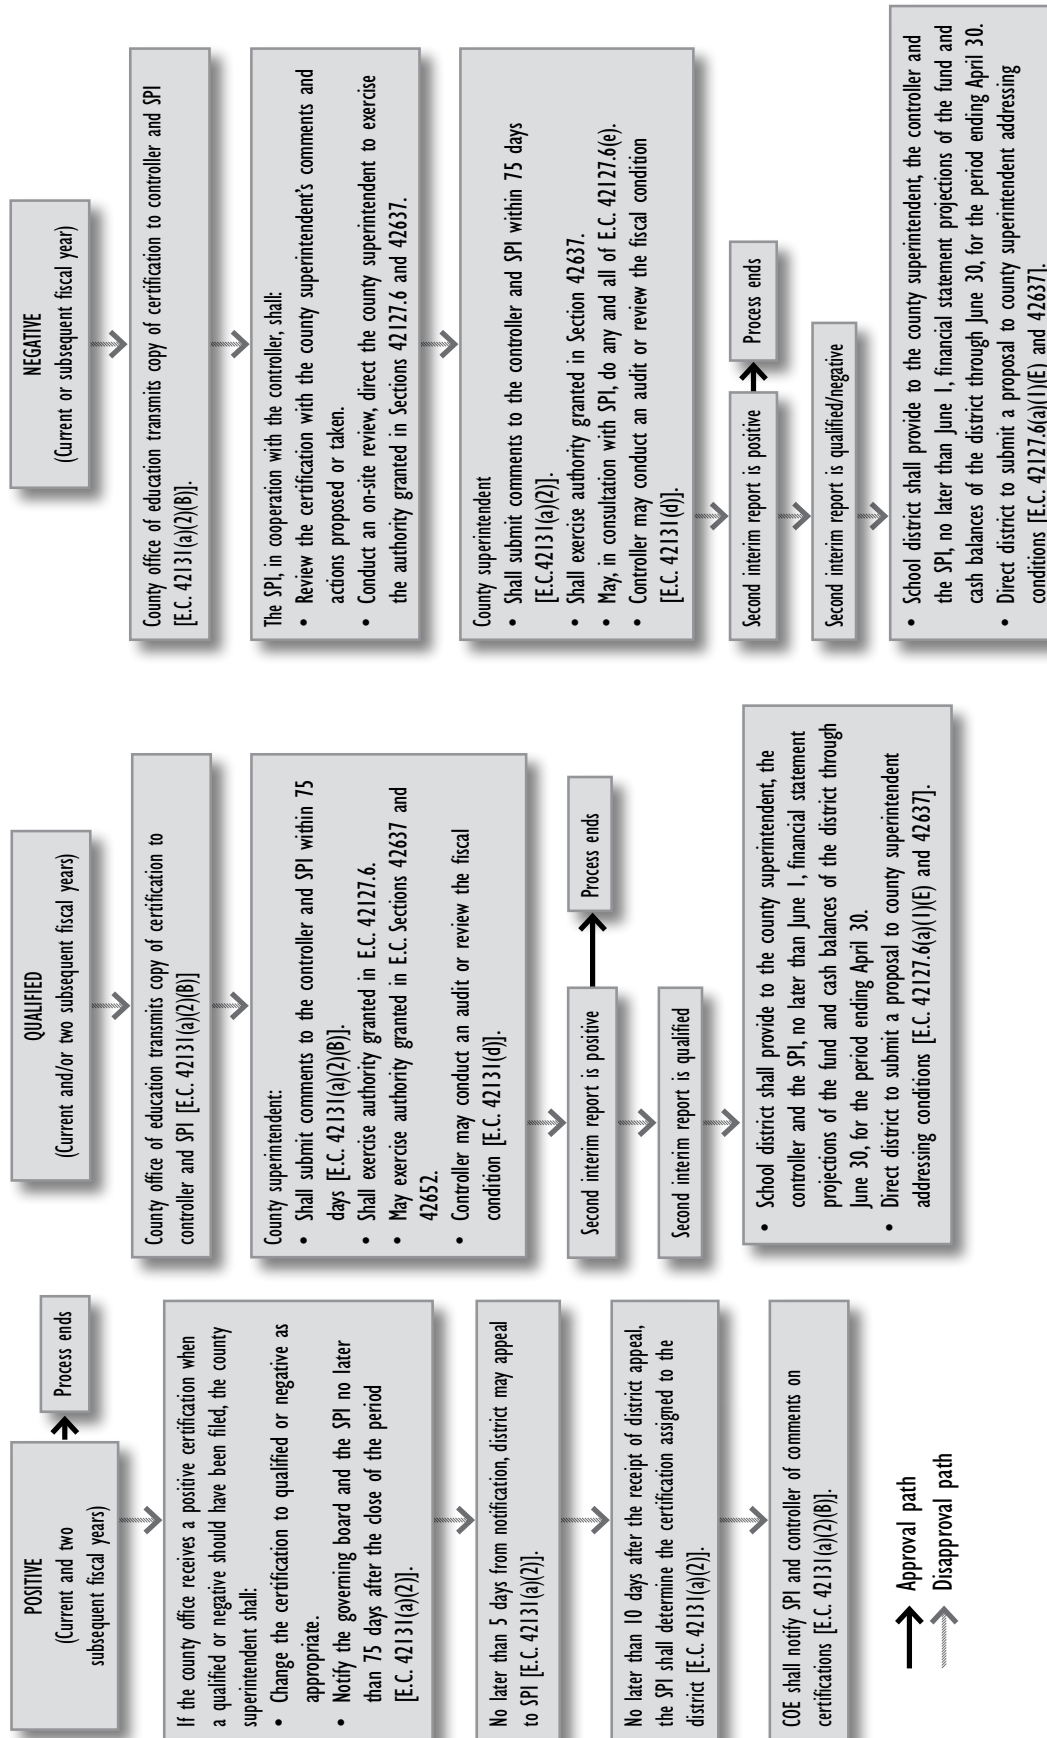 POSITIVE
(Current and two
subsequent fiscal years)
Process ends
If the county office receives a positive certification when
a qualified or negative should have been filed, the county
superintendent shall:
• Change the certification to qualified or negative as
appropriate.
• Notify the governing board and the SPI no later
than 75 days after the close of the period
[E.C. 42131(a)(2)].
No later than 5 days from notification, district may appeal
to SPI [E.C. 42131(a)(2)].
No later than 10 days after the receipt of district appeal,
the SPI shall determine the certification assigned to the
district [E.C. 42131(a)(2)].
COE shall notify SPI and controller of comments on
certifications [E.C. 42131(a)(2)(B)].
Approval path
Disapproval path
QUALIFIED
(Current and/or two subsequent fiscal years)
County office of education transmits copy of certification to
controller and SPI [E.C. 42131(a)(2)(B)]
County superintendent:
• Shall submit comments to the controller and SPI within 75
days [E.C. 42131(a)(2)(B)].
• Shall exercise authority granted in E.C. 42127.6.
• May exercise authority granted in E.C. Sections 42637 and
42652.
• Controller may conduct an audit or review the fiscal
condition [E.C. 42131(d)].
Second interim report is positive
Process ends
Second interim report is qualified
• School district shall provide to the county superintendent, the
controller and the SPI, no later than June 1, financial statement
projections of the fund and cash balances of the district through
June 30, for the period ending April 30.
• Direct district to submit a proposal to county superintendent
addressing conditions [E.C. 42127.6(a)(1)(E) and 42637].
NEGATIVE
(Current or subsequent fiscal year)
County office of education transmits copy of certification to controller and SPI
[E.C. 42131(a)(2)(B)].
The SPI, in cooperation with the controller, shall:
• Review the certification with the county superintendent's comments and
actions proposed or taken.
• Conduct an on-site review, direct the county superintendent to exercise
the authority granted in Sections 42127.6 and 42637.
County superintendent
• Shall submit comments to the controller and SPI within 75 days
[E.C.42131(a)(2)].
• Shall exercise authority granted in Section 42637.
• May, in consultation with SPI, do any and all of E.C. 42127.6(e).
• Controller may conduct an audit or review the fiscal condition
[E.C. 42131(d)].
Second interim report is positive
Process ends
Second interim report is qualified/negative
• School district shall provide to the county superintendent, the controller and
the SPI, no later than June 1, financial statement projections of the fund and
cash balances of the district through June 30, for the period ending April 30.
• Direct district to submit a proposal to county superintendent addressing
conditions [E.C. 42127.6(a)(1)(E) and 42637].